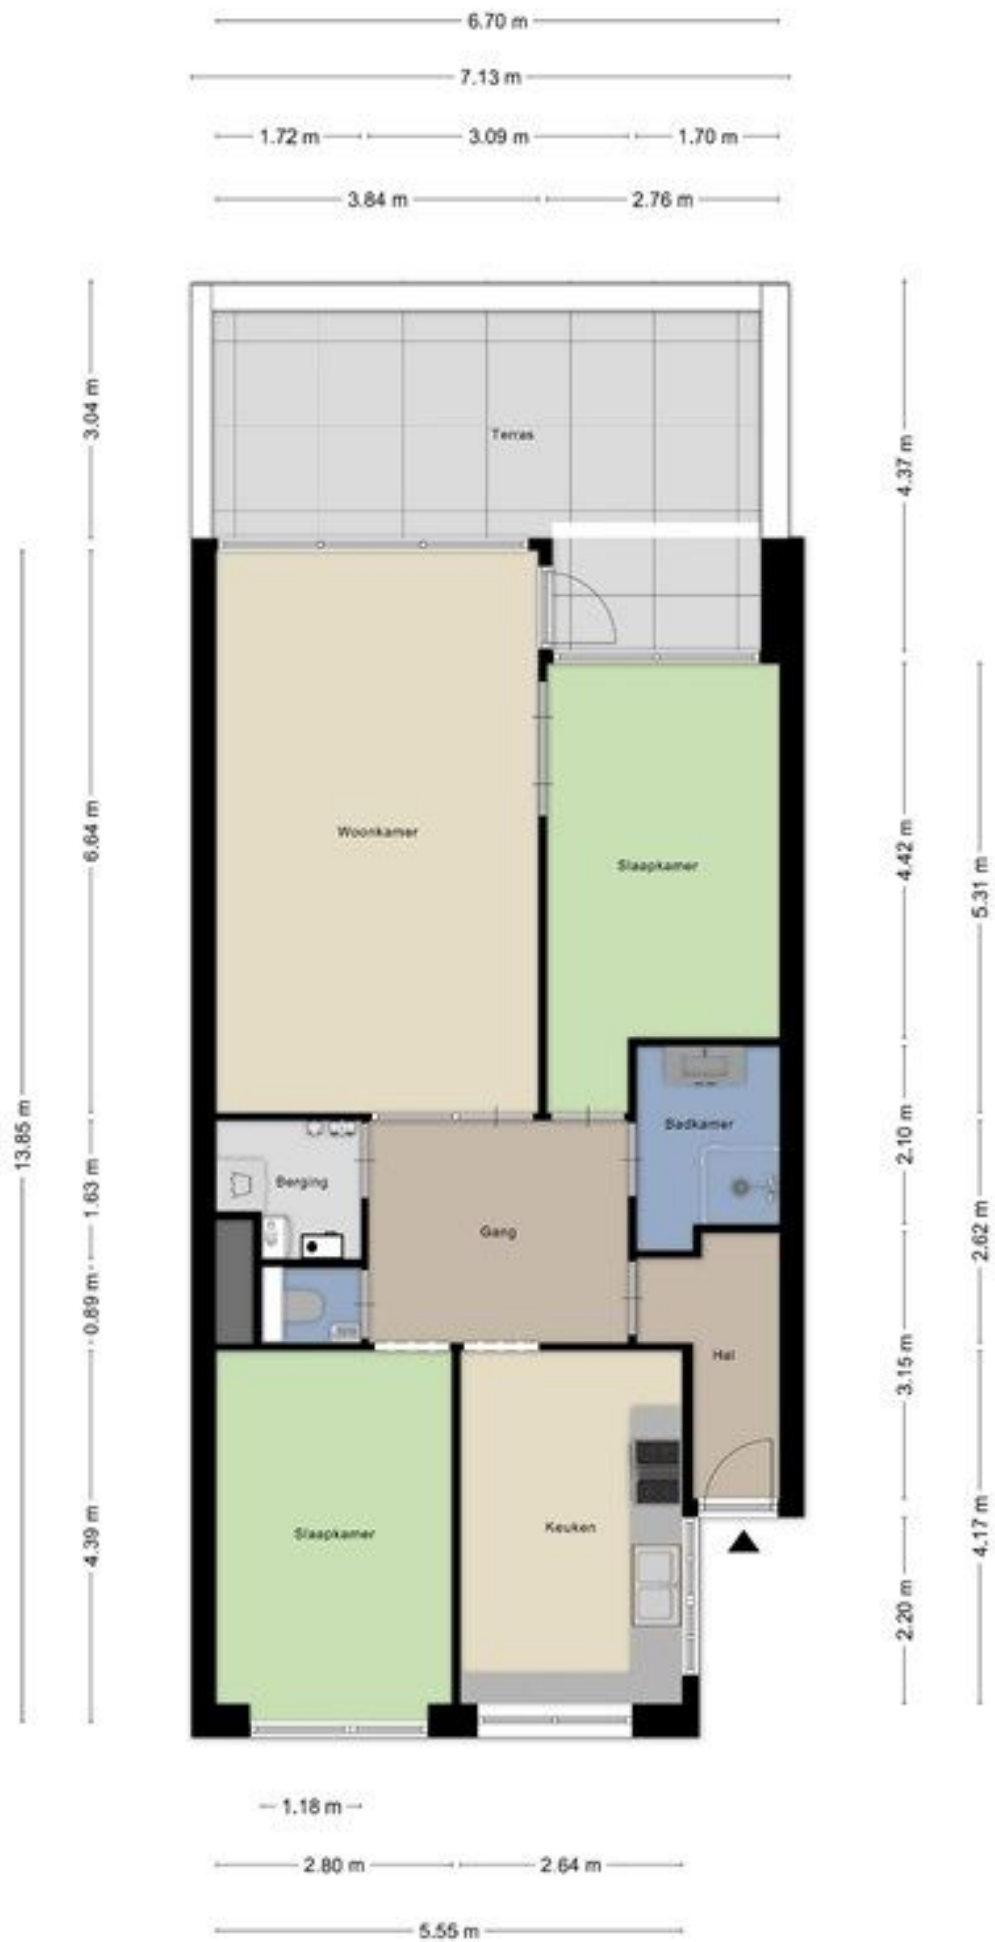 6.70 m
7.13 m
1.72 m
3.09 m
1.70 m
3.84 m
2.76 m
3.04 m
4.37 m
Terras
13.85 m
6.64 m
Woonkamer
Slaapkamer
4.42 m
5.31 m
Badkamer
2.10 m
1.63 m
Berging
Gang
2.62 m
0.89 m
Hal
3.15 m
4.39 m
Slaapkamer
Keuken
4.17 m
2.20 m
1.18 m
2.80 m
2.64 m
5.55 m